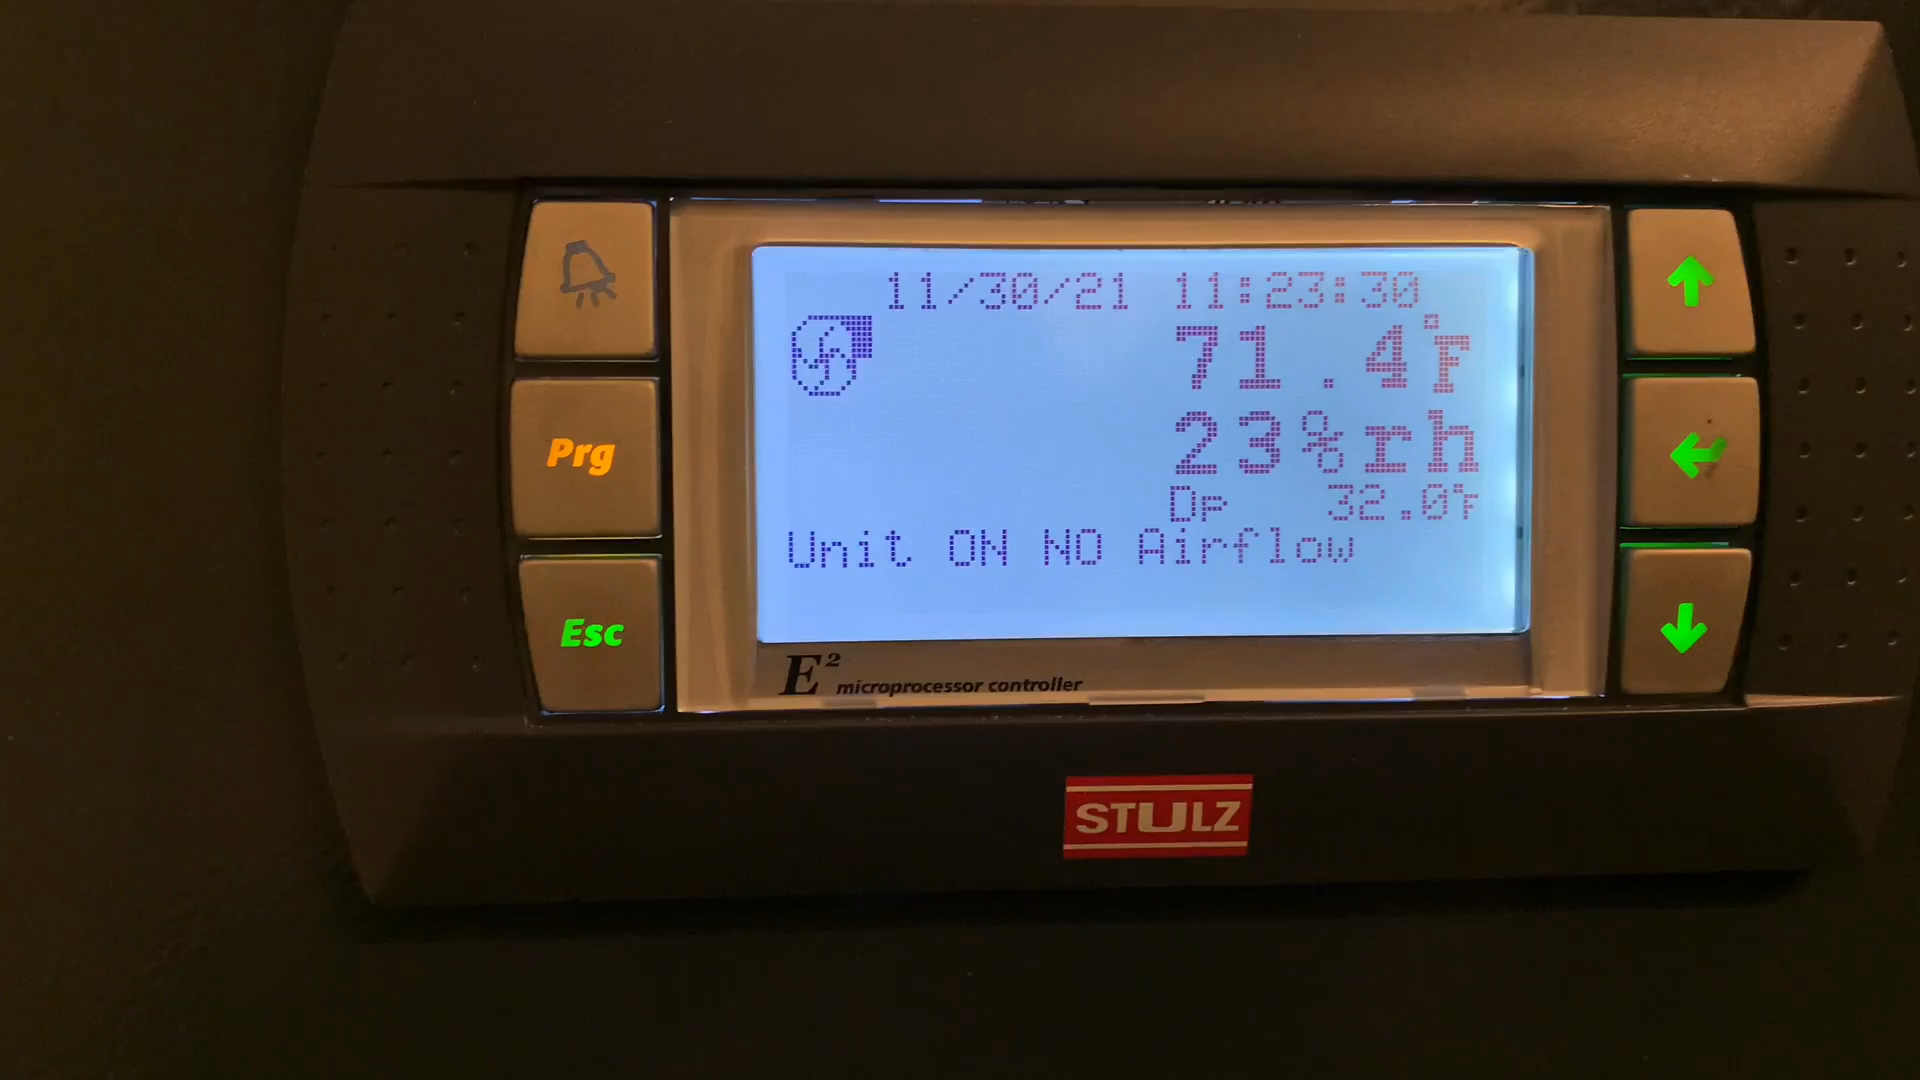 11/30/21 11:23:30
71.4°F
23%rh
Dp 32.0°F
Unit ON NO Airflow
Prg
Esc
E² microprocessor controller
STULZ